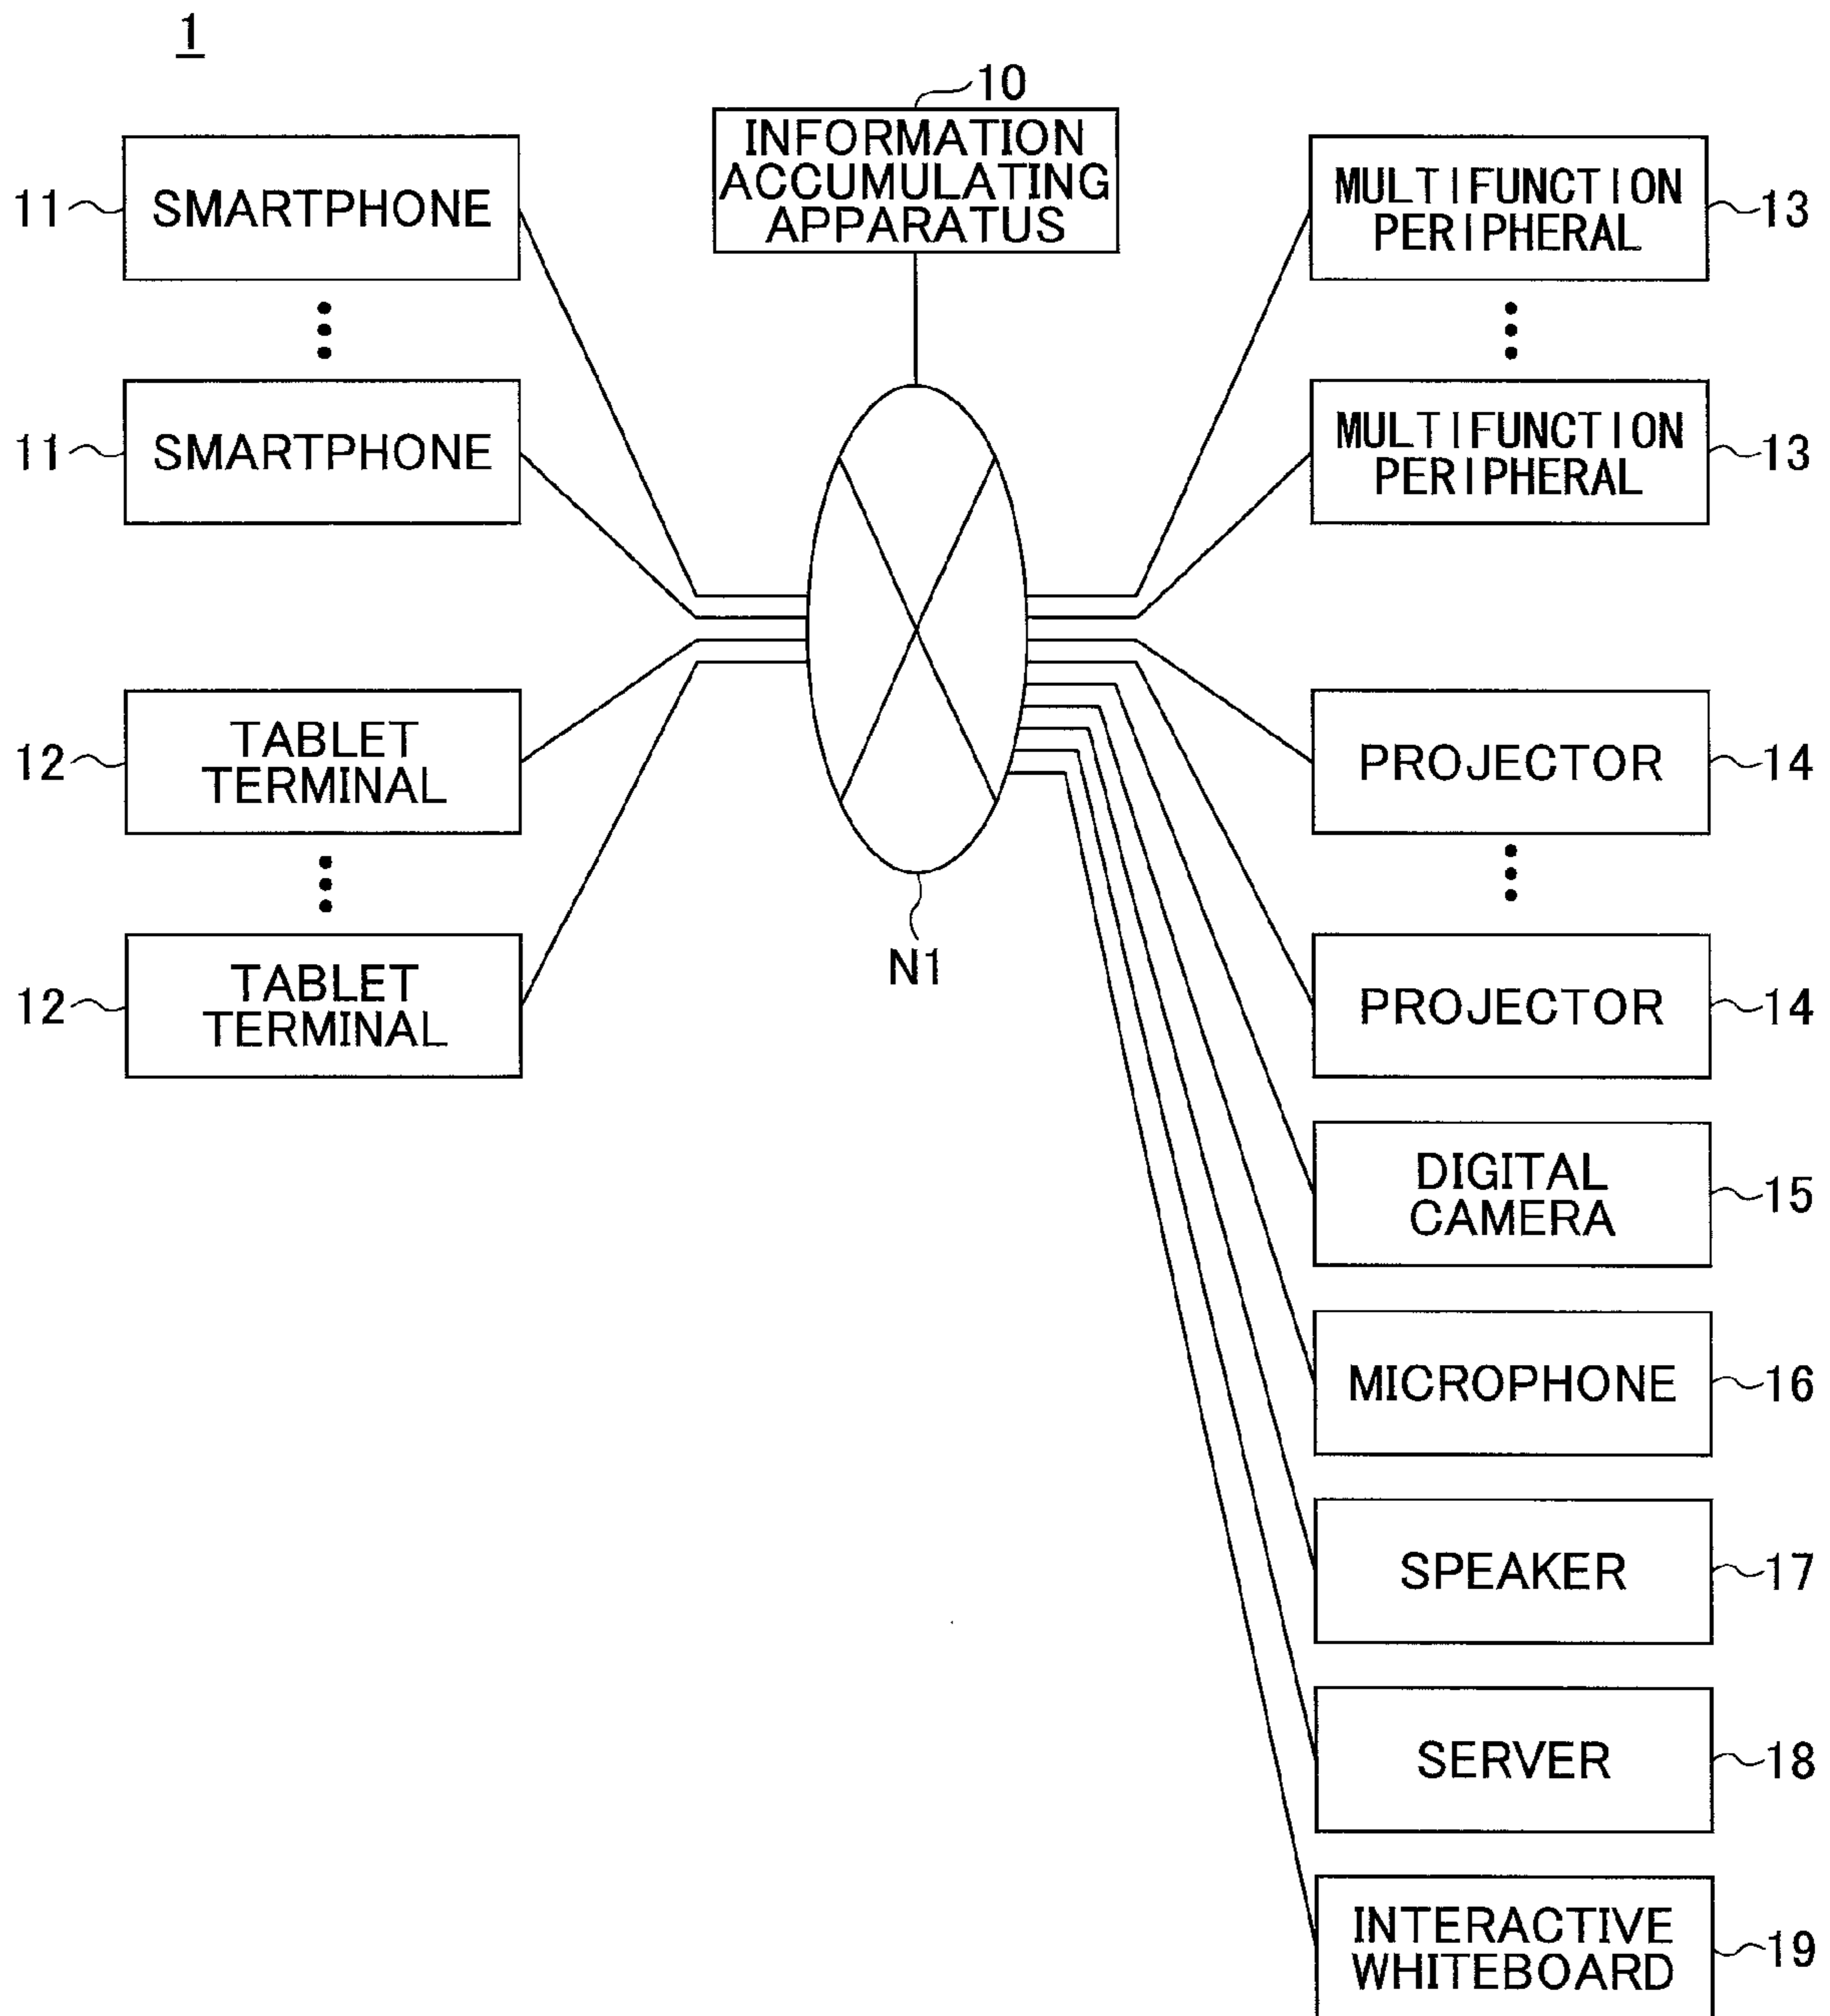 1
10
INFORMATION
ACCUMULATING
APPARATUS
11
SMARTPHONE
11
SMARTPHONE
12
TABLET
TERMINAL
12
TABLET
TERMINAL
N1
MULTIFUNCTION
PERIPHERAL
13
MULTIFUNCTION
PERIPHERAL
13
PROJECTOR
14
PROJECTOR
14
DIGITAL
CAMERA
15
MICROPHONE
16
SPEAKER
17
SERVER
18
INTERACTIVE
WHITEBOARD
19